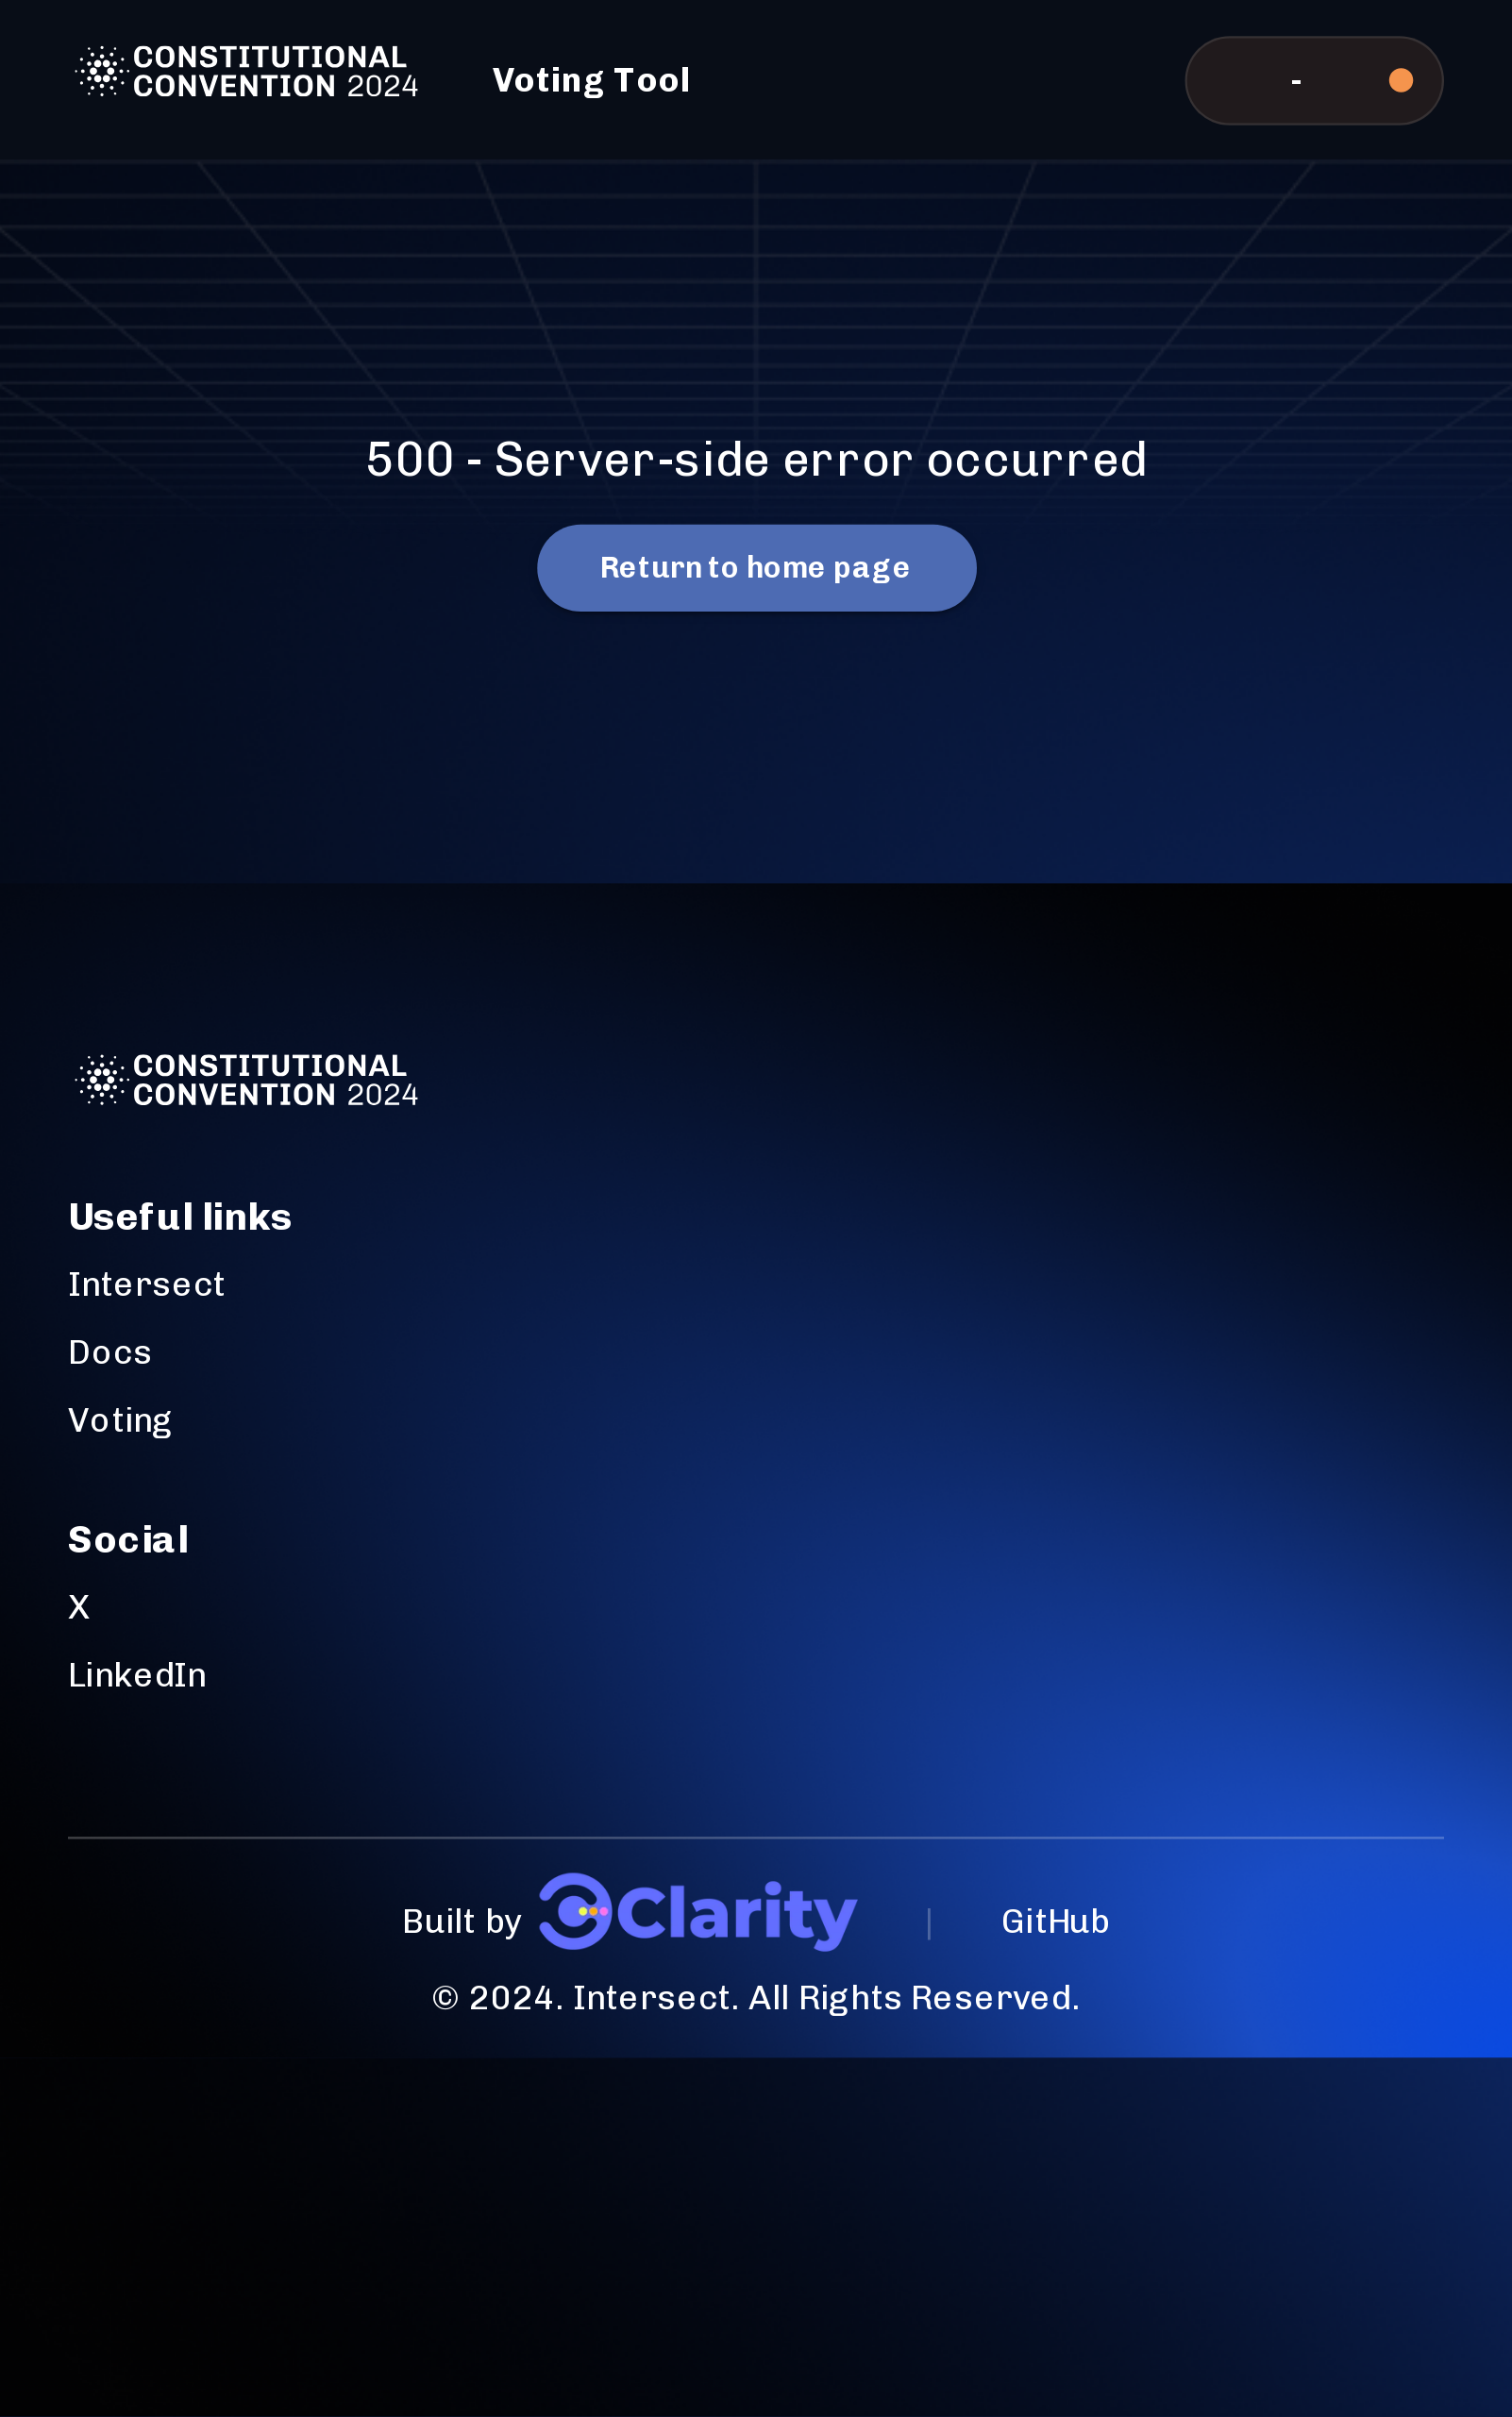 CONSTITUTIONAL
CONVENTION 2024
Voting Tool
-
500 - Server-side error occurred
Return to home page
CONSTITUTIONAL
CONVENTION 2024
Useful links
Intersect
Docs
Voting
Social
X
LinkedIn
Built by Clarity | GitHub
© 2024. Intersect. All Rights Reserved.